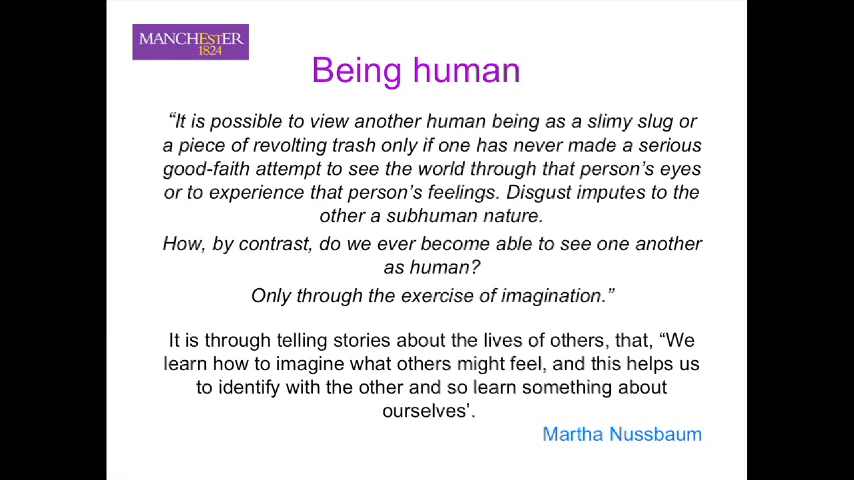 MANCHESTER
1824
Being human
“It is possible to view another human being as a slimy slug or
a piece of revolting trash only if one has never made a serious
good-faith attempt to see the world through that person’s eyes
or to experience that person’s feelings. Disgust imputes to the
other a subhuman nature.
How, by contrast, do we ever become able to see one another
as human?
Only through the exercise of imagination.”
It is through telling stories about the lives of others, that, “We
learn how to imagine what others might feel, and this helps us
to identify with the other and so learn something about
ourselves’.
Martha Nussbaum